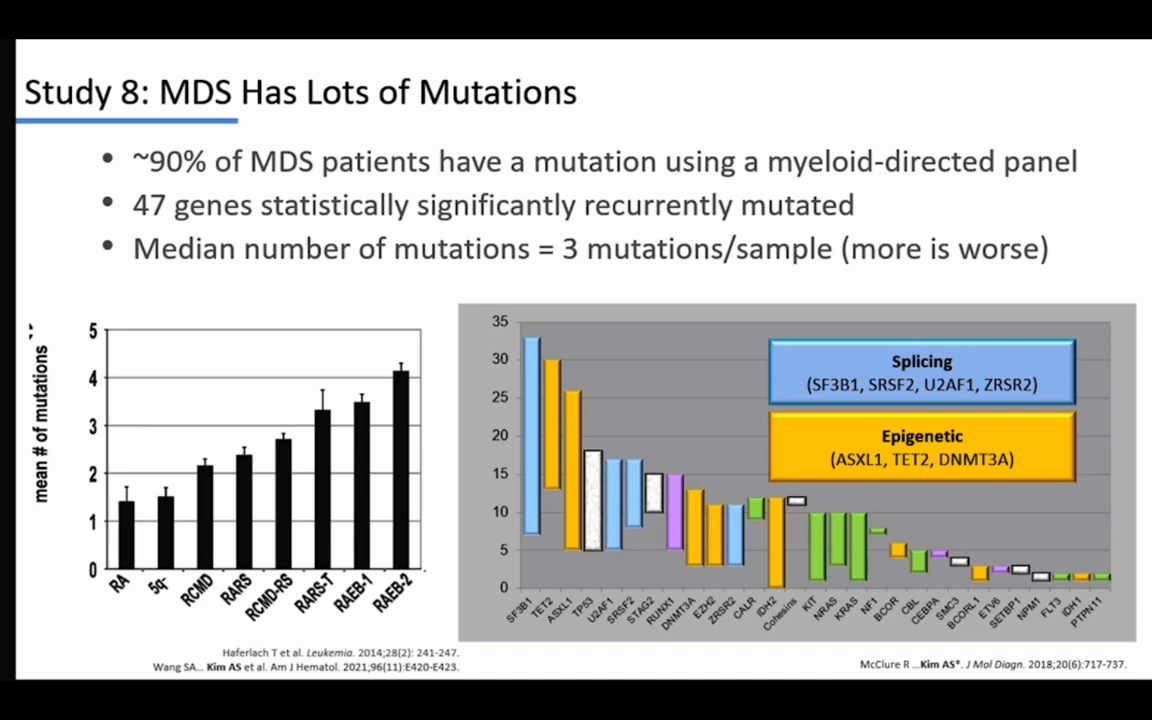 Study 8: MDS Has Lots of Mutations
• ~90% of MDS patients have a mutation using a myeloid-directed panel
• 47 genes statistically significantly recurrently mutated
• Median number of mutations = 3 mutations/sample (more is worse)
mean # of mutations
5
4
3
2
1
0
RA
5q-
RCMD
RARS
RCMD-RS
RARS-T
RAEB-1
RAEB-2
35
30
25
20
15
10
5
0
Splicing
(SF3B1, SRSF2, U2AF1, ZRSR2)
Epigenetic
(ASXL1, TET2, DNMT3A)
SF3B1
TET2
ASXL1
TP53
U2AF1
SRSF2
STAG2
RUNX1
DNMT3A
EZH2
ZRSR2
CALR
IDH2
Cohesins
KIT
NRAS
KRAS
NF1
BCOR
CBL
CEBPA
SMC3
BCORL1
ETV6
SETBP1
NPM1
FLT3
IDH1
PTPN11
Haferlach T et al. Leukemia. 2014;28(2): 241-247.
Wang SA... Kim AS et al. Am J Hematol. 2021;96(11):E420-E423.
McClure R ...Kim AS*. J Mol Diagn. 2018;20(6):717-737.